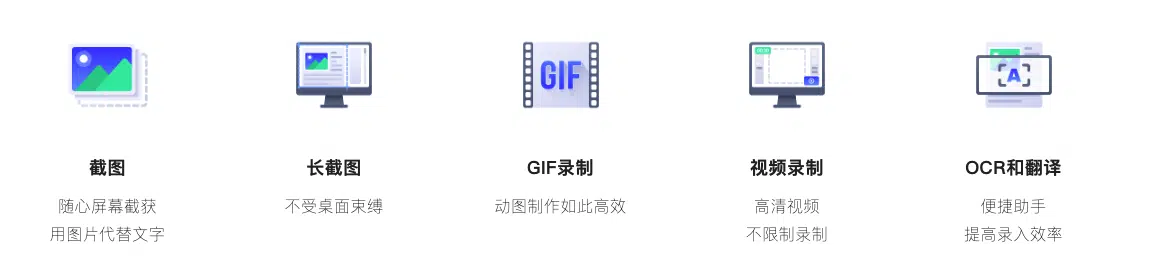 GIF
A
截图
长截图
GIF录制
视频录制
OCR和翻译
随心屏幕截获
用图片代替文字
不受桌面束缚
动图制作如此高效
高清视频
不限制录制
便捷助手
提高录入效率